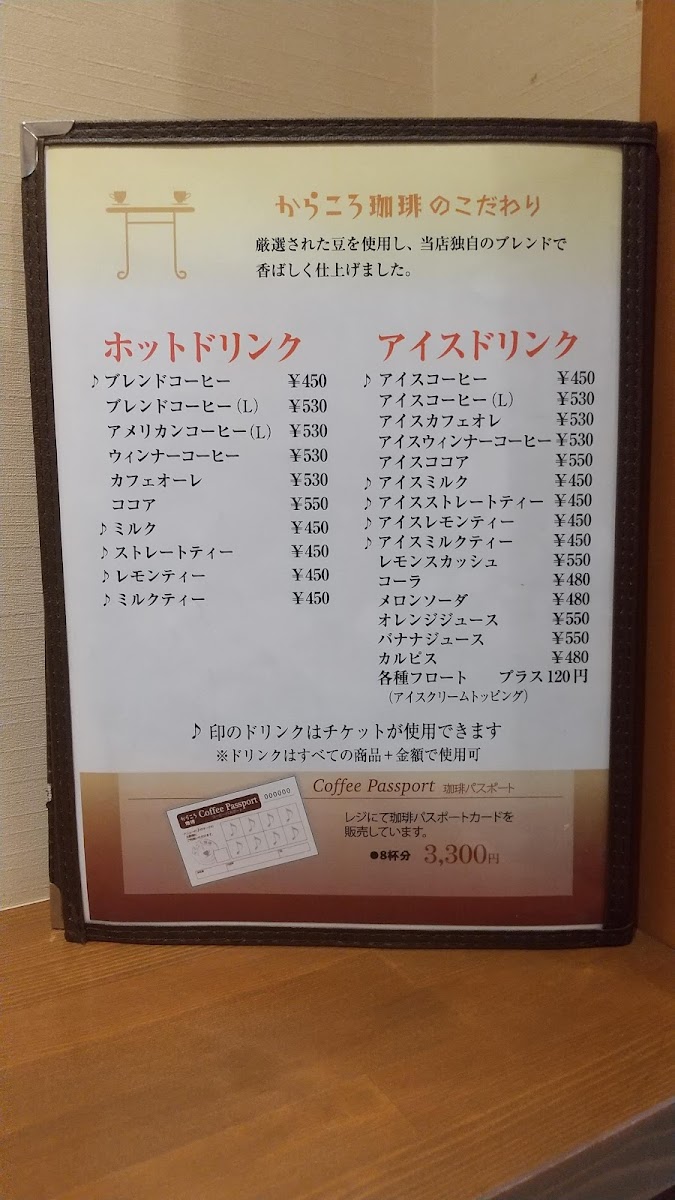 からころ珈琲のこだわり
厳選された豆を使用し、当店独自のブレンドで
香ばしく仕上げました。
ホットドリンク
♪ブレンドコーヒー ¥450
ブレンドコーヒー(L) ¥530
アメリカンコーヒー(L) ¥530
ウィンナーコーヒー ¥530
カフェオーレ ¥530
ココア ¥550
♪ミルク ¥450
♪ストレートティー ¥450
♪レモンティー ¥450
♪ミルクティー ¥450
アイスドリンク
♪アイスコーヒー ¥450
アイスコーヒー(L) ¥530
アイスカフェオレ ¥530
アイスウィンナーコーヒー ¥530
アイスココア ¥550
♪アイスミルク ¥450
♪アイスストレートティー ¥450
♪アイスレモンティー ¥450
♪アイスミルクティー ¥450
レモンスカッシュ ¥550
コーラ ¥480
メロンソーダ ¥480
オレンジジュース ¥550
バナナジュース ¥550
カルピス ¥480
各種フロート プラス120円
(アイスクリームトッピング)
♪印のドリンクはチケットが使用できます
※ドリンクはすべての商品+金額で使用可
Coffee Passport 珈琲パスポート
レジにて珈琲パスポートカードを
販売しています。
●8杯分 3,300円
からころ珈琲 Coffee Passport 000000